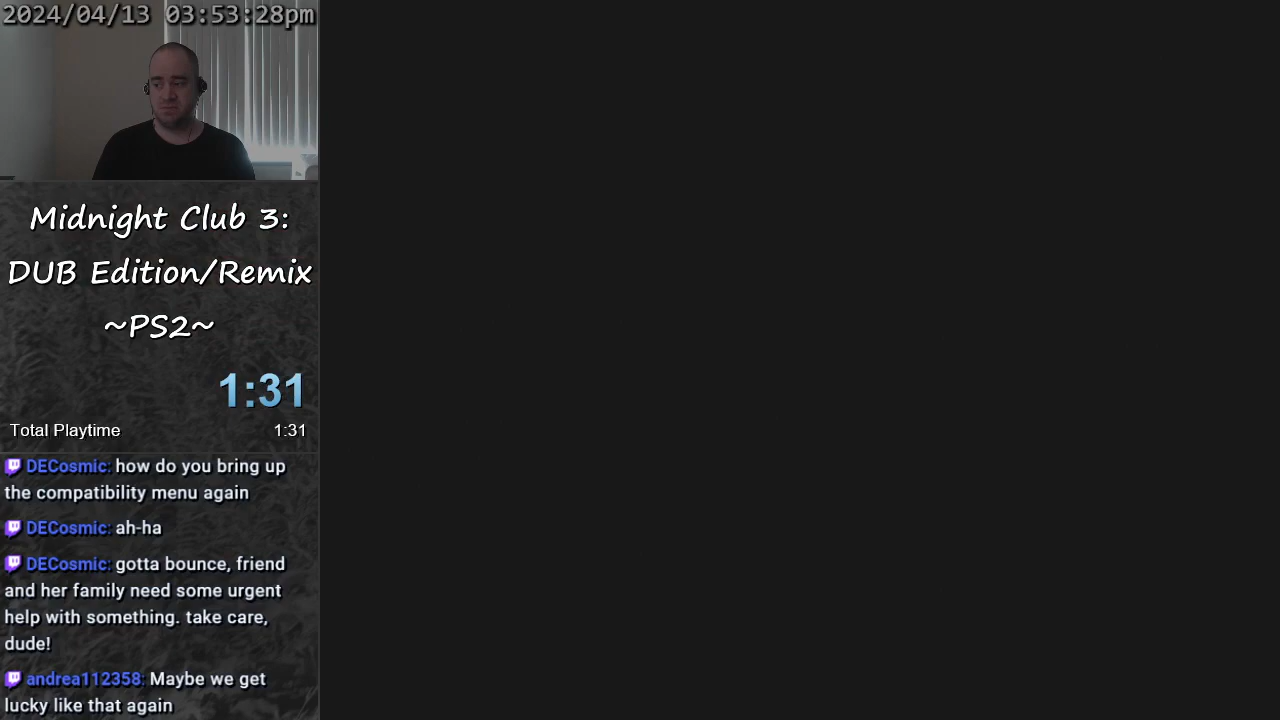 2024/04/13 03:53:28pm
Midnight Club 3:
DUB Edition/Remix
~PS2~
1:31
Total Playtime 1:31
DECosmic: how do you bring up
the compatibility menu again
DECosmic: ah-ha
DECosmic: gotta bounce, friend
and her family need some urgent
help with something. take care,
dude!
andrea112358: Maybe we get
lucky like that again